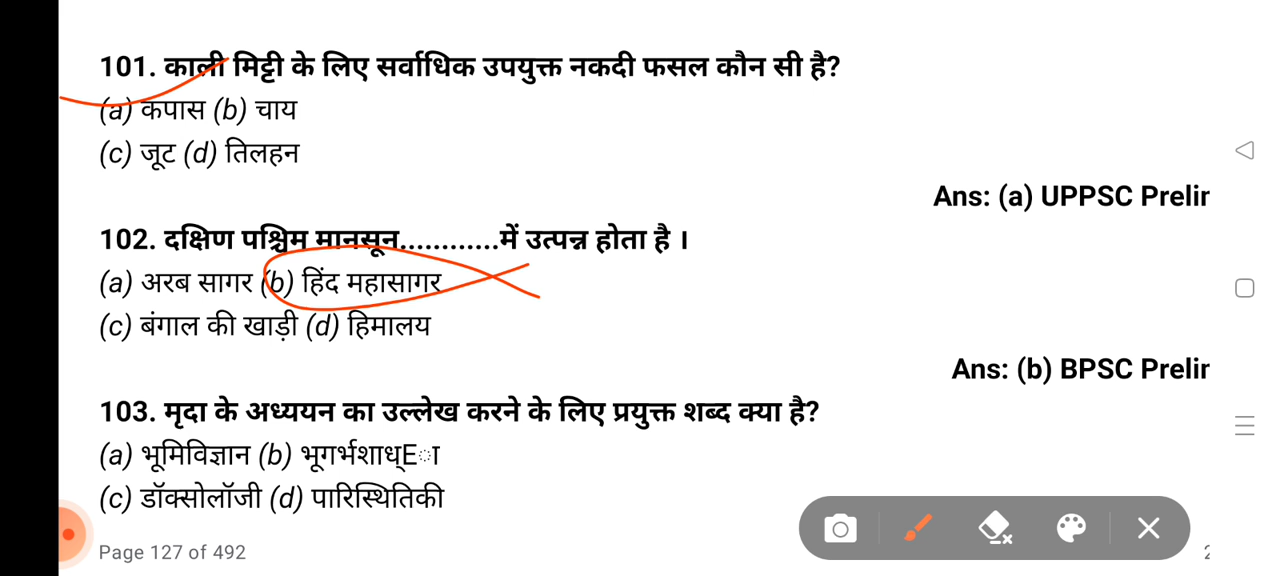 101. काली मिट्टी के लिए सर्वाधिक उपयुक्त नकदी फसल कौन सी है?
(a) कपास (b) चाय
(c) जूट (d) तिलहन
Ans: (a) UPPSC Prelir
102. दक्षिण पश्चिम मानसून............में उत्पन्न होता है ।
(a) अरब सागर (b) हिंद महासागर
(c) बंगाल की खाड़ी (d) हिमालय
Ans: (b) BPSC Prelir
103. मृदा के अध्ययन का उल्लेख करने के लिए प्रयुक्त शब्द क्या है?
(a) भूमिविज्ञान (b) भूगर्भशाध्Eा
(c) डॉक्सोलॉजी (d) पारिस्थितिकी
Page 127 of 492